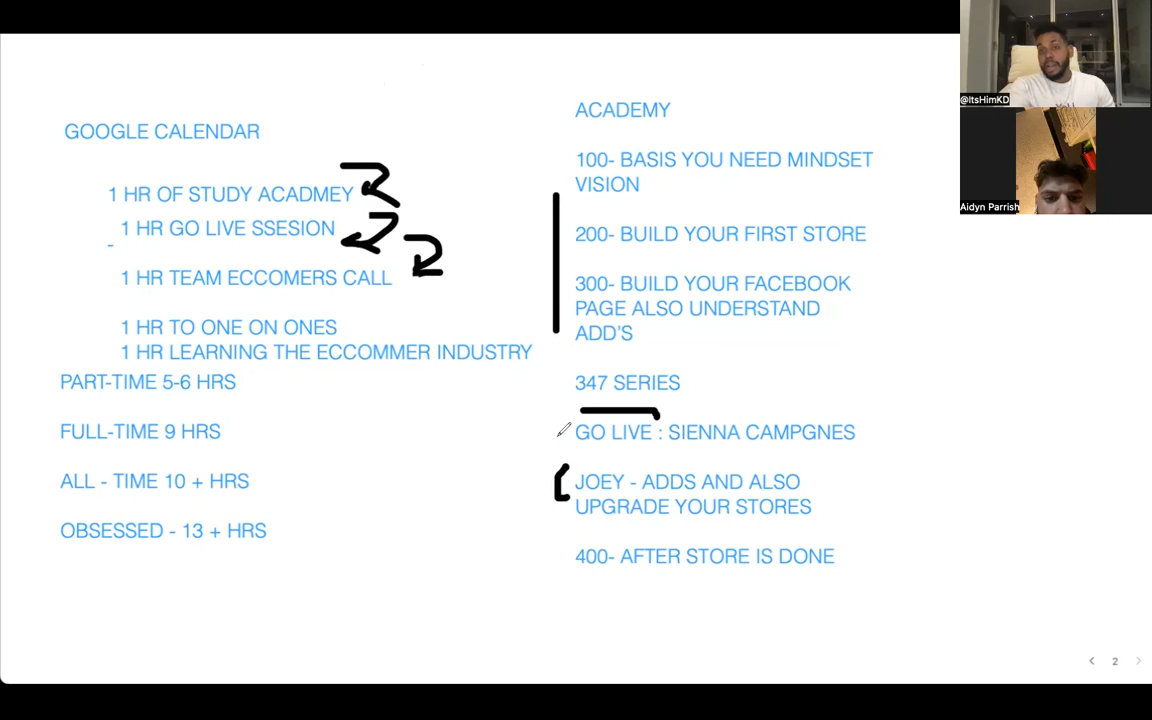 GOOGLE CALENDAR
1 HR OF STUDY ACADMEY
1 HR GO LIVE SSESION
-
1 HR TEAM ECCOMERS CALL
1 HR TO ONE ON ONES
1 HR LEARNING THE ECCOMMER INDUSTRY
PART-TIME 5-6 HRS
FULL-TIME 9 HRS
ALL - TIME 10 + HRS
OBSESSED - 13 + HRS
ACADEMY
100- BASIS YOU NEED MINDSET
VISION
200- BUILD YOUR FIRST STORE
300- BUILD YOUR FACEBOOK
PAGE ALSO UNDERSTAND
ADD'S
347 SERIES
GO LIVE : SIENNA CAMPGNES
JOEY - ADDS AND ALSO
UPGRADE YOUR STORES
400- AFTER STORE IS DONE
@ItsHimKD
Aidyn Parrish
2